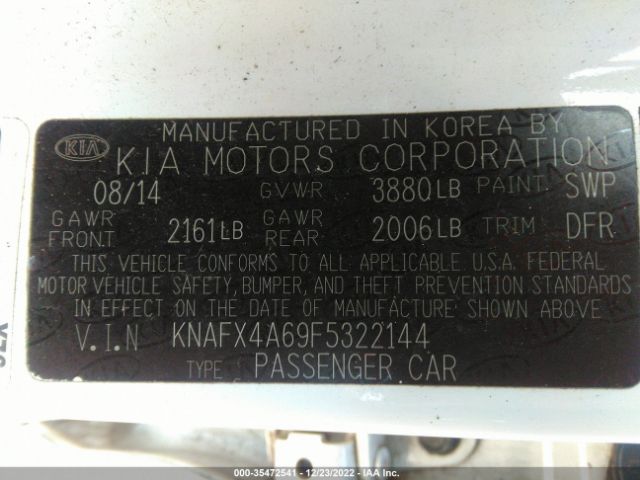 MANUFACTURED IN KOREA BY
KIA KIA MOTORS CORPORATION
08/14 GVWR 3880LB PAINT SWP
GAWR FRONT 2161LB GAWR REAR 2006LB TRIM DFR
THIS VEHICLE CONFORMS TO ALL APPLICABLE U.S.A. FEDERAL
MOTOR VEHICLE SAFETY, BUMPER, AND THEFT PREVENTION STANDARDS
IN EFFECT ON THE DATE OF MANUFACTURE SHOWN ABOVE
V.I.N KNAFX4A69F5322144
TYPE : PASSENGER CAR
000-35472541 - 12/23/2022 - IAA Inc.